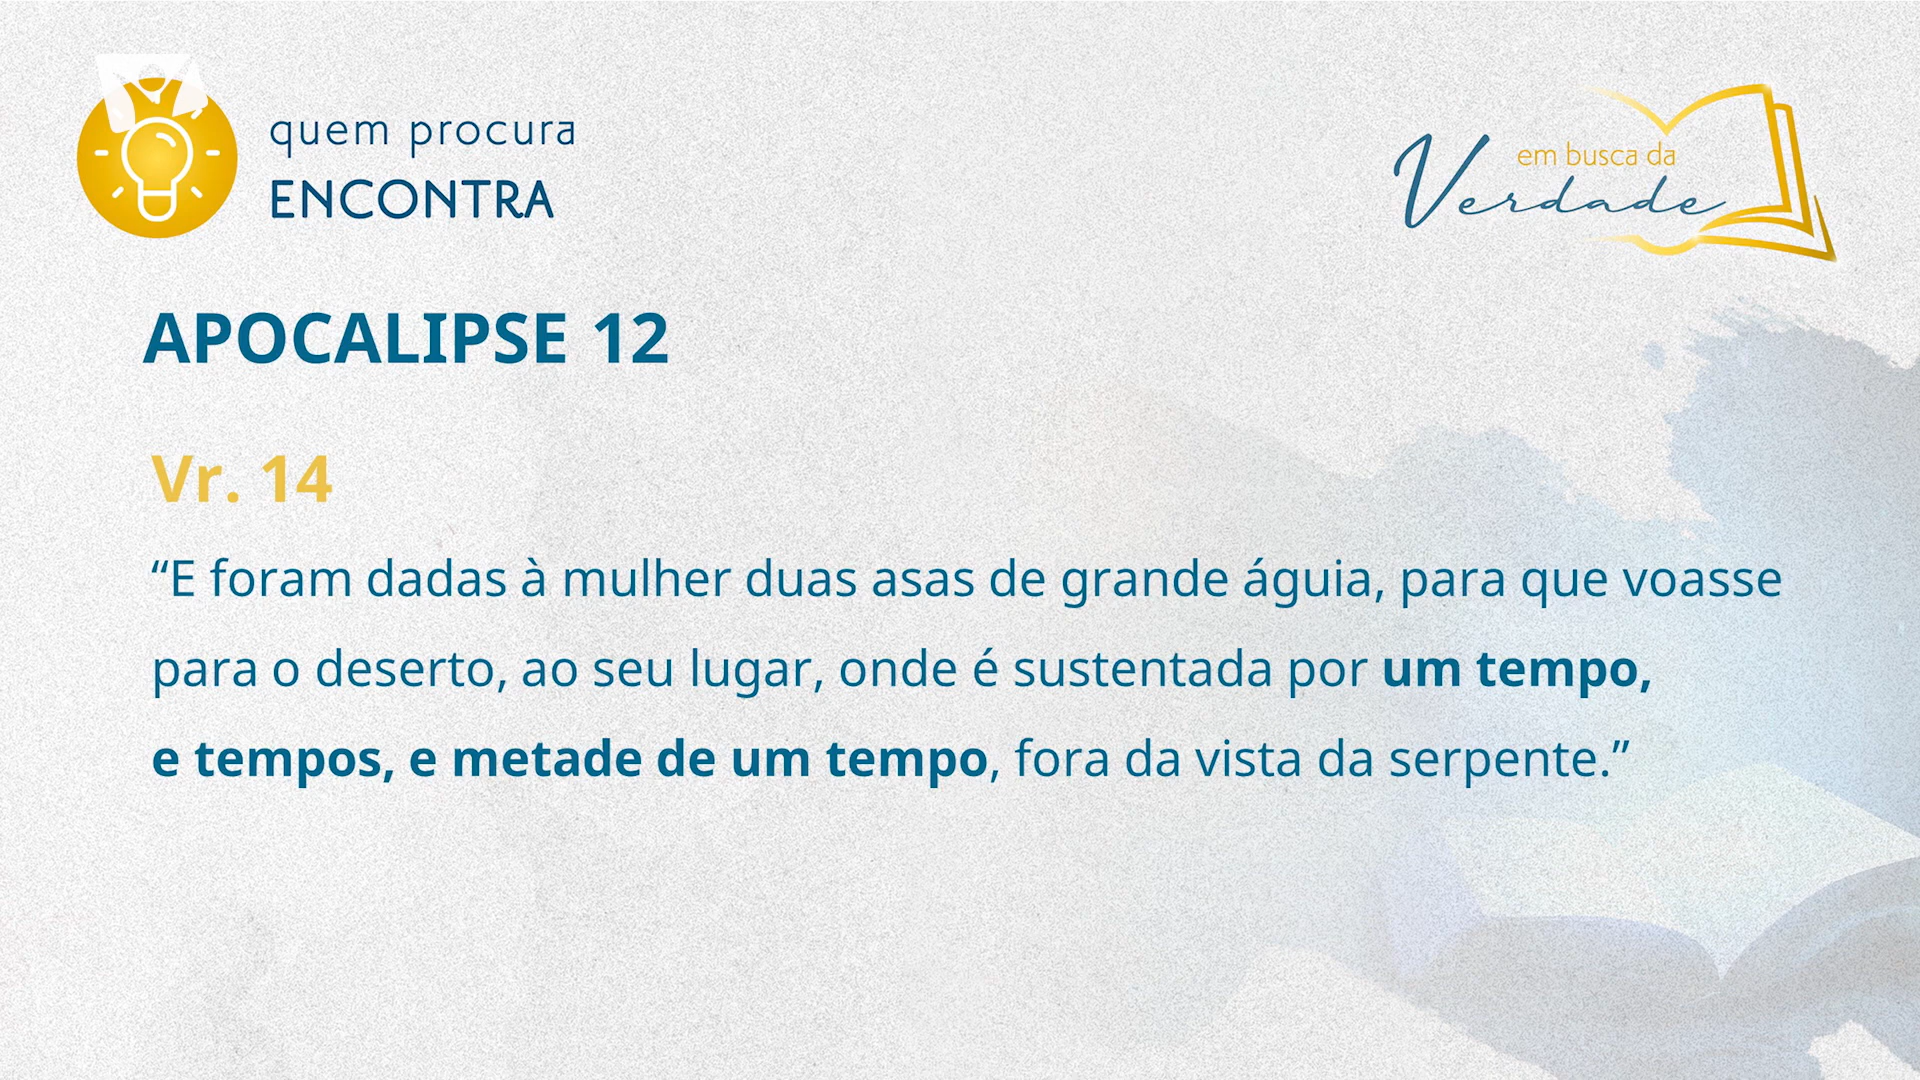 quem procura
ENCONTRA
em busca da
Verdade
APOCALIPSE 12
Vr. 14
“E foram dadas à mulher duas asas de grande águia, para que voasse
para o deserto, ao seu lugar, onde é sustentada por um tempo,
e tempos, e metade de um tempo, fora da vista da serpente.”